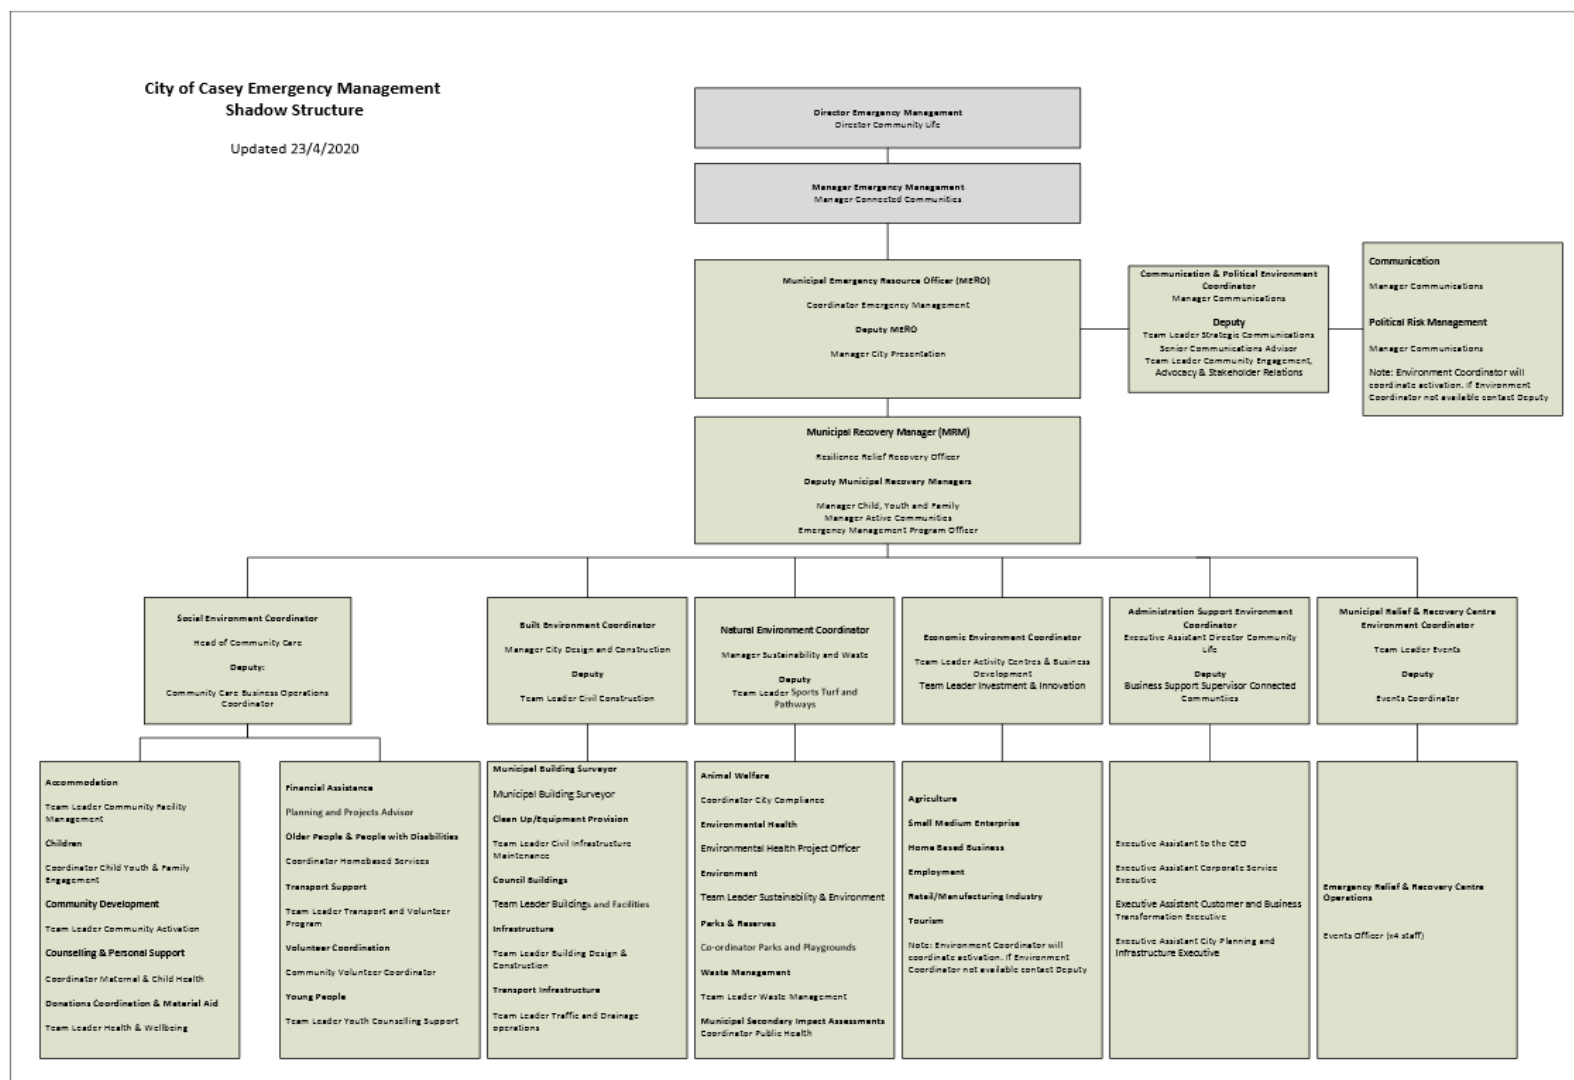 City of Casey Emergency Management
Shadow Structure
Updated 23/4/2020
Director Emergency Management
Director Community Life
Manager Emergency Management
Manager Connected Communities
Municipal Emergency Resource Officer (MERO)
Coordinator Emergency Management
Deputy MERO
Manager City Presentation
Communication & Political Environment
Coordinator
Manager Communications
Deputy
Team Leader Strategic Communications
Senior Communications Advisor
Team Leader Community Engagement,
Advocacy & Stakeholder Relations
Communication
Manager Communications
Political Risk Management
Manager Communications
Note: Environment Coordinator will
coordinate activation. If Environment
Coordinator not available contact Deputy
Municipal Recovery Manager (MRM)
Resilience Relief Recovery Officer
Deputy Municipal Recovery Managers
Manager Child, Youth and Family
Manager Active Communities
Emergency Management Program Officer
Social Environment Coordinator
Head of Community Care
Deputy:
Community Care Business Operations
Coordinator
Built Environment Coordinator
Manager City Design and Construction
Deputy
Team Leader Civil Construction
Natural Environment Coordinator
Manager Sustainability and Waste
Deputy
Team Leader Sports Turf and
Pathways
Economic Environment Coordinator
Team Leader Activity Centres & Business
Development
Team Leader Investment & Innovation
Administration Support Environment
Coordinator
Executive Assistant Director Community
Life
Deputy
Business Support Supervisor Connected
Communtiies
Municipal Relief & Recovery Centre
Environment Coordinator
Team Leader Events
Deputy
Events Coordinator
Accommodation
Team Leader Community Facility
Management
Children
Coordinator Child Youth & Family
Engagement
Community Development
Team Leader Community Activation
Counselling & Personal Support
Coordinator Maternal & Child Health
Donations Coordination & Material Aid
Team Leader Health & Wellbeing
Financial Assistance
Planning and Projects Advisor
Older People & People with Disabilities
Coordinator Homebased Services
Transport Support
Team Leader Transport and Volunteer
Program
Volunteer Coordination
Community Volunteer Coordinator
Young People
Team Leader Youth Counselling Support
Municipal Building Surveyor
Municipal Building Surveyor
Clean Up/Equipment Provision
Team Leader Civil Infrastructure
Maintenance
Council Buildings
Team Leader Buildings and Facilities
Infrastructure
Team Leader Building Design &
Construction
Transport Infrastructure
Team Leader Traffic and Drainage
operations
Animal Welfare
Coordinator City Compliance
Environmental Health
Environmental Health Project Officer
Environment
Team Leader Sustainability & Environment
Parks & Reserves
Co-ordinator Parks and Playgrounds
Waste Management
Team Leader Waste Management
Municipal Secondary Impact Assessments
Coordinator Public Health
Agriculture
Small Medium Enterprise
Home Based Business
Employment
Retail/Manufacturing Industry
Tourism
Note: Environment Coordinator will
coordinate activation. If Environment
Coordinator not available contact Deputy
Executive Assistant to the CEO
Executive Assistant Corporate Service
Executive
Executive Assistant Customer and Business
Transformation Executive
Executive Assistant City Planning and
Infrastructure Executive
Emergency Relief & Recovery Centre
Operations
Events Officer (x4 staff)